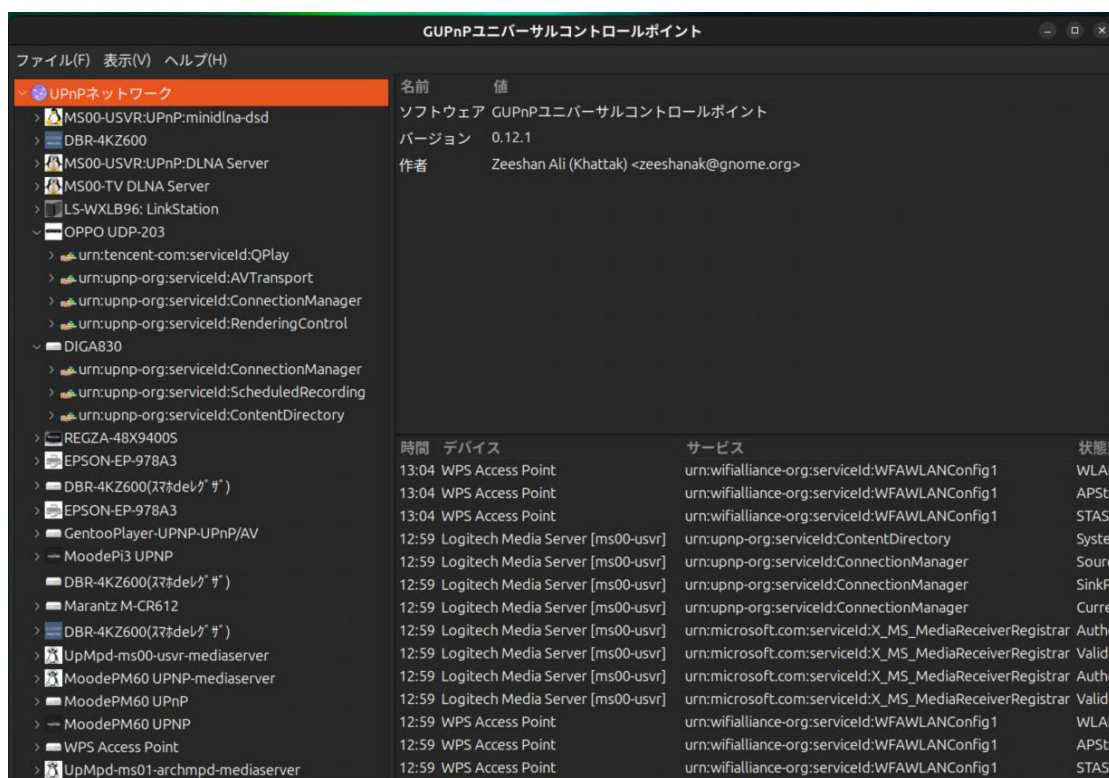 GUPnPユニバーサルコントロールポイント
ファイル(F) 表示(V) ヘルプ(H)
UPnPネットワーク
MS00-USVR:UPnP:minidlna-dsd
DBR-4KZ600
MS00-USVR:UPnP:DLNA Server
MS00-TV DLNA Server
LS-WXLB96: LinkStation
OPPO UDP-203
urn:tencent-com:serviceId:QPlay
urn:upnp-org:serviceId:AVTransport
urn:upnp-org:serviceId:ConnectionManager
urn:upnp-org:serviceId:RenderingControl
DIGA830
urn:upnp-org:serviceId:ConnectionManager
urn:upnp-org:serviceId:ScheduledRecording
urn:upnp-org:serviceId:ContentDirectory
REGZA-48X9400S
EPSON-EP-978A3
DBR-4KZ600(ｽﾏﾎdeﾚｸﾞｻﾞ)
EPSON-EP-978A3
GentooPlayer-UPNP-UPnP/AV
MoodePi3 UPNP
DBR-4KZ600(ｽﾏﾎdeﾚｸﾞｻﾞ)
Marantz M-CR612
DBR-4KZ600(ｽﾏﾎdeﾚｸﾞｻﾞ)
UpMpd-ms00-usvr-mediaserver
MoodePM60 UPNP-mediaserver
MoodePM60 UPnP
MoodePM60 UPNP
WPS Access Point
UpMpd-ms01-archmpd-mediaserver
名前 値
ソフトウェア GUPnPユニバーサルコントロールポイント
バージョン 0.12.1
作者 Zeeshan Ali (Khattak) <zeeshanak@gnome.org>
時間 デバイス サービス 状態
13:04 WPS Access Point urn:wifialliance-org:serviceId:WFAWLANConfig1 WLA
13:04 WPS Access Point urn:wifialliance-org:serviceId:WFAWLANConfig1 APSt
13:04 WPS Access Point urn:wifialliance-org:serviceId:WFAWLANConfig1 STAS
12:59 Logitech Media Server [ms00-usvr] urn:upnp-org:serviceId:ContentDirectory Syste
12:59 Logitech Media Server [ms00-usvr] urn:upnp-org:serviceId:ConnectionManager Sour
12:59 Logitech Media Server [ms00-usvr] urn:upnp-org:serviceId:ConnectionManager SinkP
12:59 Logitech Media Server [ms00-usvr] urn:upnp-org:serviceId:ConnectionManager Curre
12:59 Logitech Media Server [ms00-usvr] urn:microsoft.com:serviceId:X_MS_MediaReceiverRegistrar Auth
12:59 Logitech Media Server [ms00-usvr] urn:microsoft.com:serviceId:X_MS_MediaReceiverRegistrar Valid
12:59 Logitech Media Server [ms00-usvr] urn:microsoft.com:serviceId:X_MS_MediaReceiverRegistrar Auth
12:59 Logitech Media Server [ms00-usvr] urn:microsoft.com:serviceId:X_MS_MediaReceiverRegistrar Valid
12:59 WPS Access Point urn:wifialliance-org:serviceId:WFAWLANConfig1 WLA
12:59 WPS Access Point urn:wifialliance-org:serviceId:WFAWLANConfig1 APSt
12:59 WPS Access Point urn:wifialliance-org:serviceId:WFAWLANConfig1 STAS